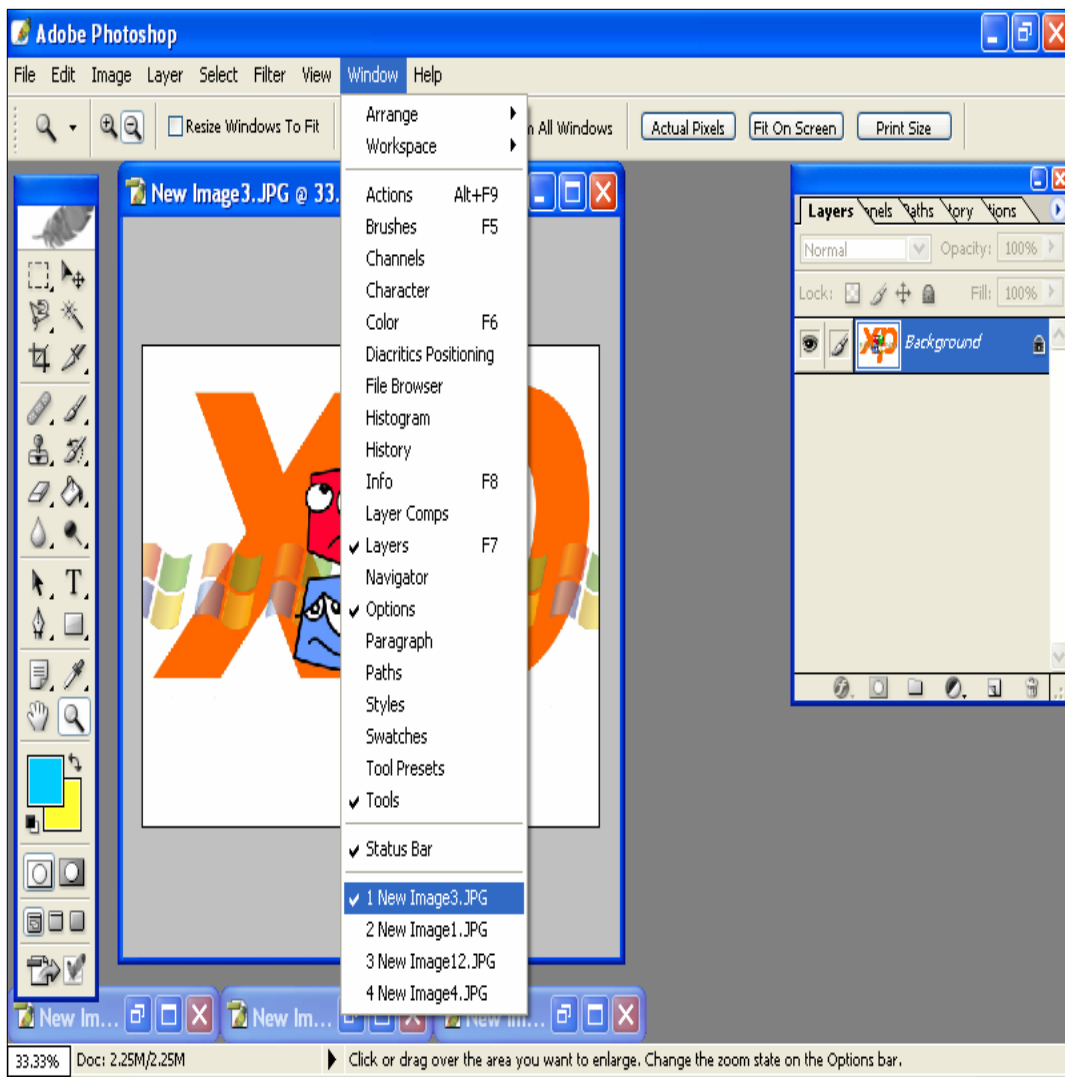 Adobe Photoshop
File Edit Image Layer Select Filter View Window Help
Resize Windows To Fit All Windows Actual Pixels Fit On Screen Print Size
Arrange
Workspace
New Image3.JPG @ 33.
Actions Alt+F9
Brushes F5
Channels
Character
Color F6
Diacritics Positioning
File Browser
Histogram
History
Info F8
Layer Comps
Layers F7
Navigator
Options
Paragraph
Paths
Styles
Swatches
Tool Presets
Tools
Status Bar
1 New Image3.JPG
2 New Image1.JPG
3 New Image12.JPG
4 New Image4.JPG
Layers
Normal Opacity: 100%
Lock: Fill: 100%
xp Background
xp
T
New Im... New Im... New Im...
33.33% Doc: 2.25M/2.25M Click or drag over the area you want to enlarge. Change the zoom state on the Options bar.